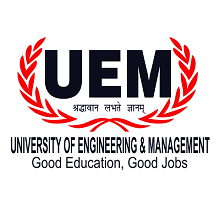 UEM
श्रद्धावान लभते ज्ञानम्
UNIVERSITY OF ENGINEERING & MANAGEMENT
Good Education, Good Jobs